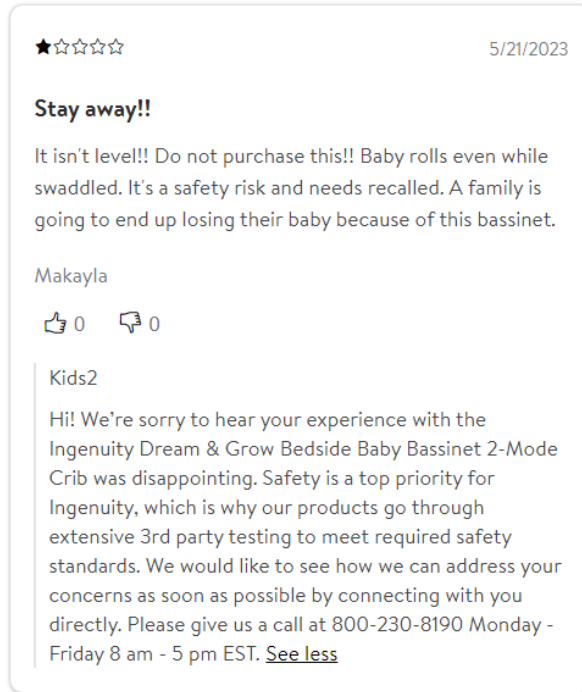 5/21/2023
Stay away!!
It isn't level!! Do not purchase this!! Baby rolls even while
swaddled. It's a safety risk and needs recalled. A family is
going to end up losing their baby because of this bassinet.
Makayla
0 0
Kids2
Hi! We’re sorry to hear your experience with the
Ingenuity Dream & Grow Bedside Baby Bassinet 2-Mode
Crib was disappointing. Safety is a top priority for
Ingenuity, which is why our products go through
extensive 3rd party testing to meet required safety
standards. We would like to see how we can address your
concerns as soon as possible by connecting with you
directly. Please give us a call at 800-230-8190 Monday -
Friday 8 am - 5 pm EST. See less